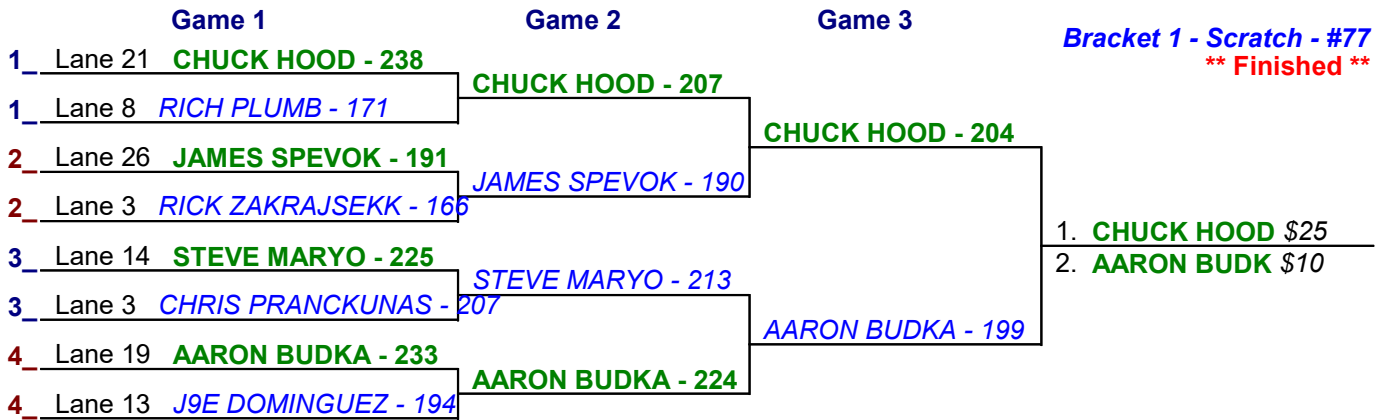 Game 1 Game 2 Game 3
Bracket 1 - Scratch - #77
** Finished **
1_ Lane 21 CHUCK HOOD - 238
CHUCK HOOD - 207
1_ Lane 8 RICH PLUMB - 171
CHUCK HOOD - 204
2_ Lane 26 JAMES SPEVOK - 191
JAMES SPEVOK - 190
2_ Lane 3 RICK ZAKRAJSEKK - 166
1. CHUCK HOOD $25
3_ Lane 14 STEVE MARYO - 225
2. AARON BUDK $10
STEVE MARYO - 213
3_ Lane 3 CHRIS PRANCKUNAS - 207
AARON BUDKA - 199
4_ Lane 19 AARON BUDKA - 233
AARON BUDKA - 224
4_ Lane 13 J9E DOMINGUEZ - 194